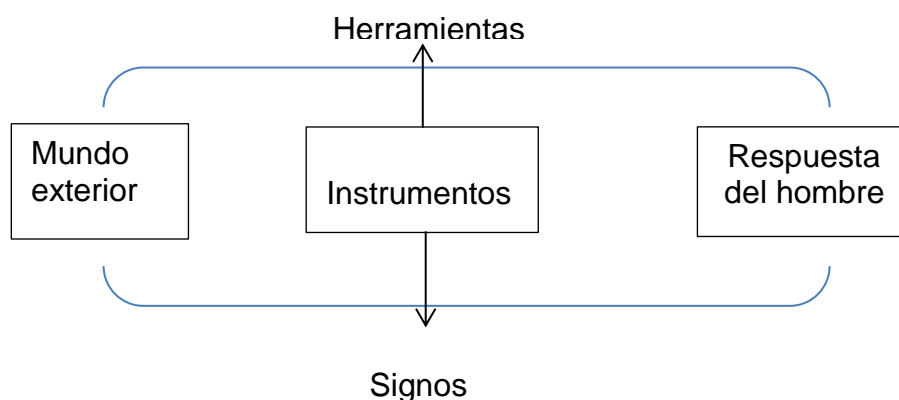 Herramientas
Mundo
exterior
Instrumentos
Respuesta
del hombre
Signos